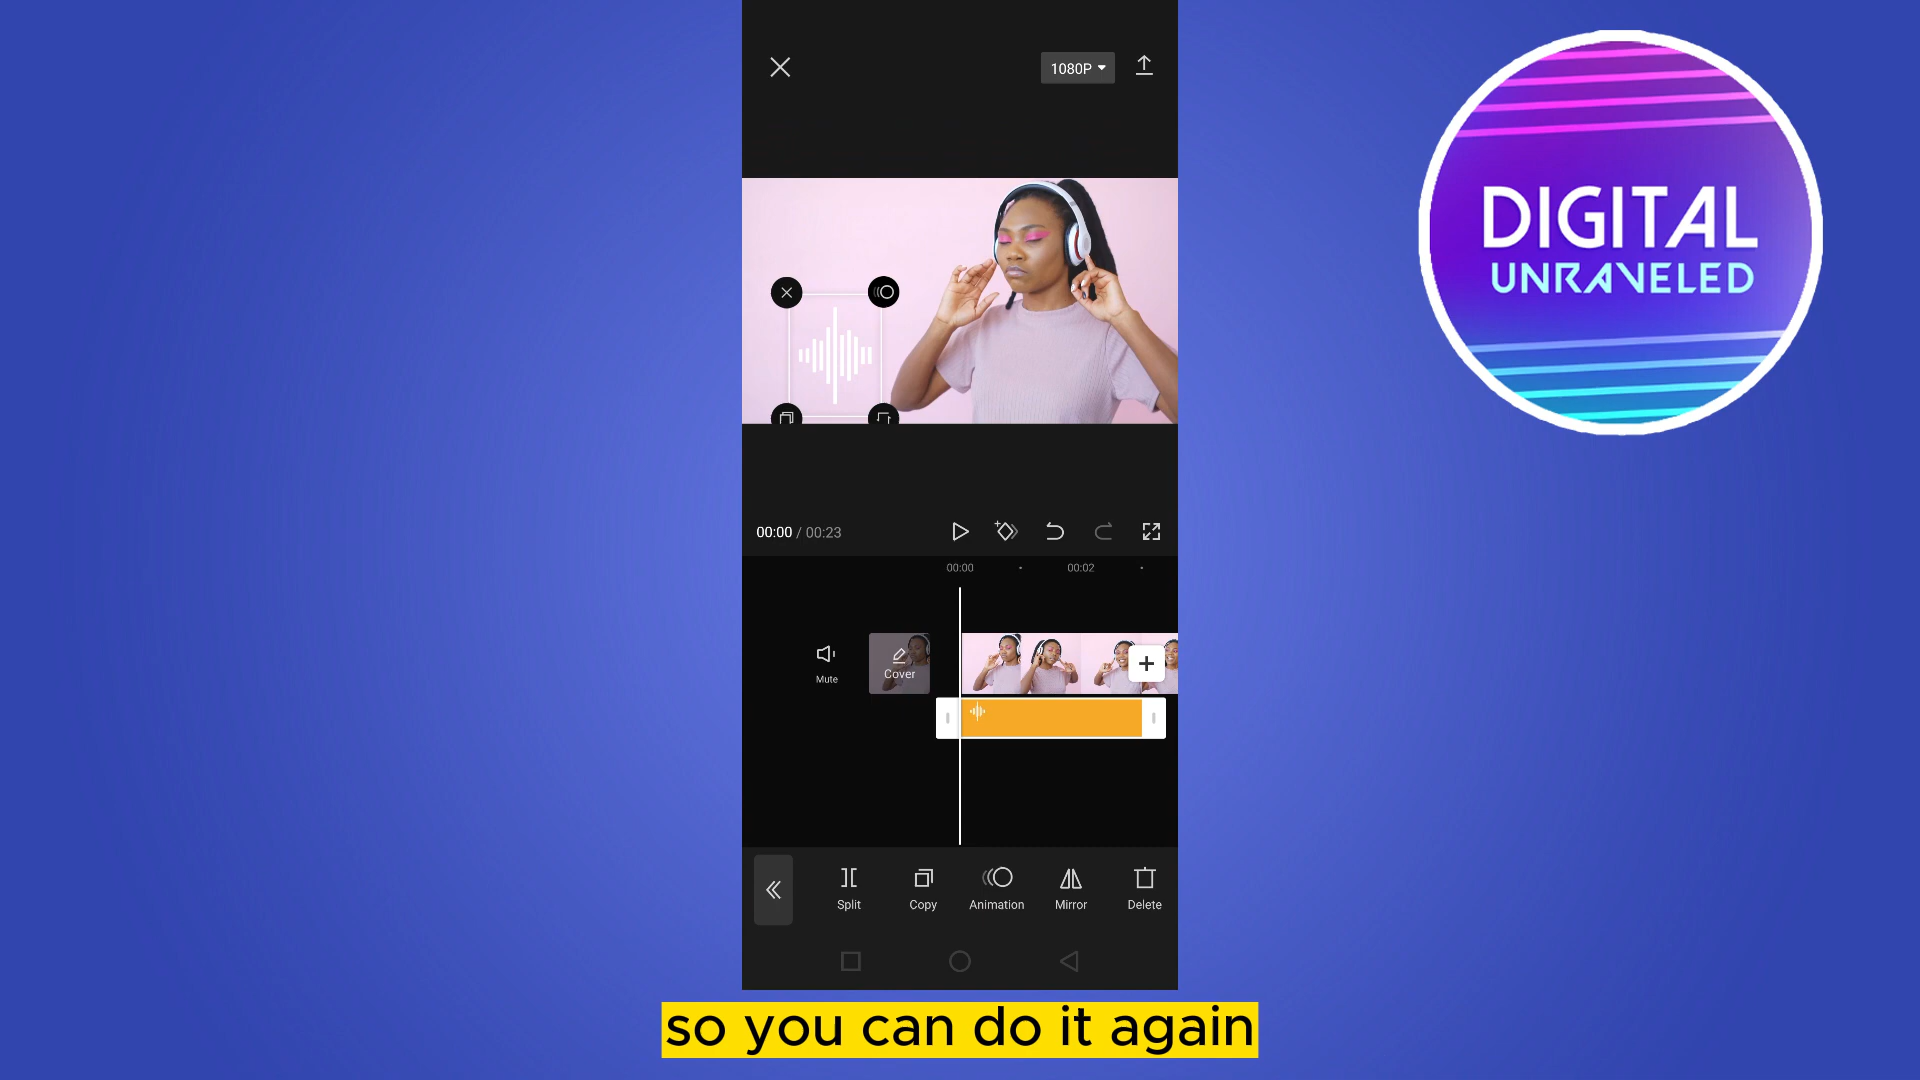 1080P
DIGITAL
UNRAVELED
00:00 / 00:23
00:00
00:02
Mute
Cover
Split
Copy
Animation
Mirror
Delete
so you can do it again